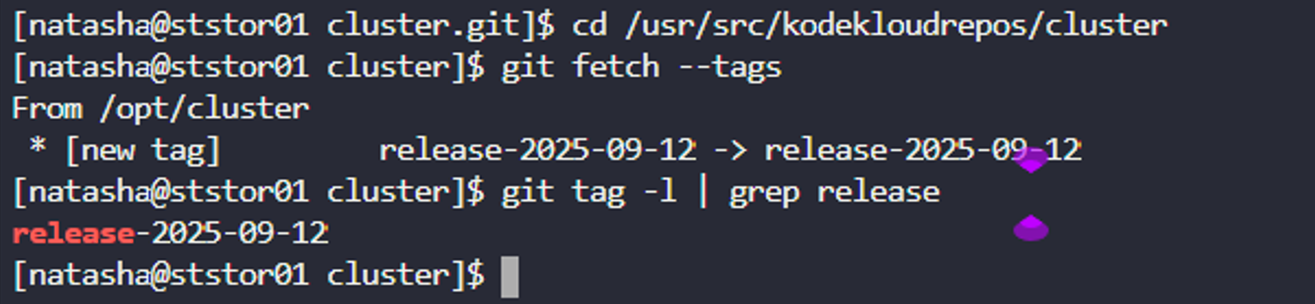 [natasha@ststor01 cluster.git]$ cd /usr/src/kodekloudrepos/cluster
[natasha@ststor01 cluster]$ git fetch --tags
From /opt/cluster
 * [new tag]         release-2025-09-12 -> release-2025-09-12
[natasha@ststor01 cluster]$ git tag -l | grep release
release-2025-09-12
[natasha@ststor01 cluster]$